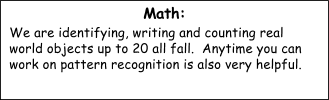 Math:
We are identifying, writing and counting real
world objects up to 20 all fall.  Anytime you can
work on pattern recognition is also very helpful.